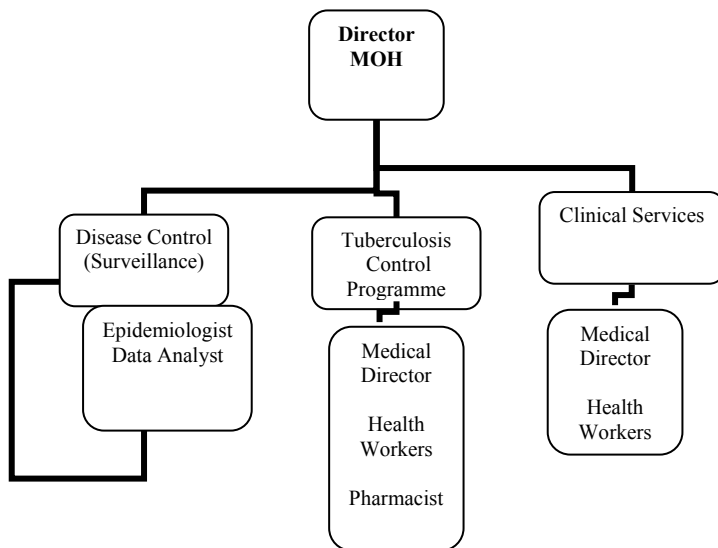 Director
MOH
Disease Control
(Surveillance)
Epidemiologist
Data Analyst
Tuberculosis
Control
Programme
Medical
Director
Health
Workers
Pharmacist
Clinical Services
Medical
Director
Health
Workers